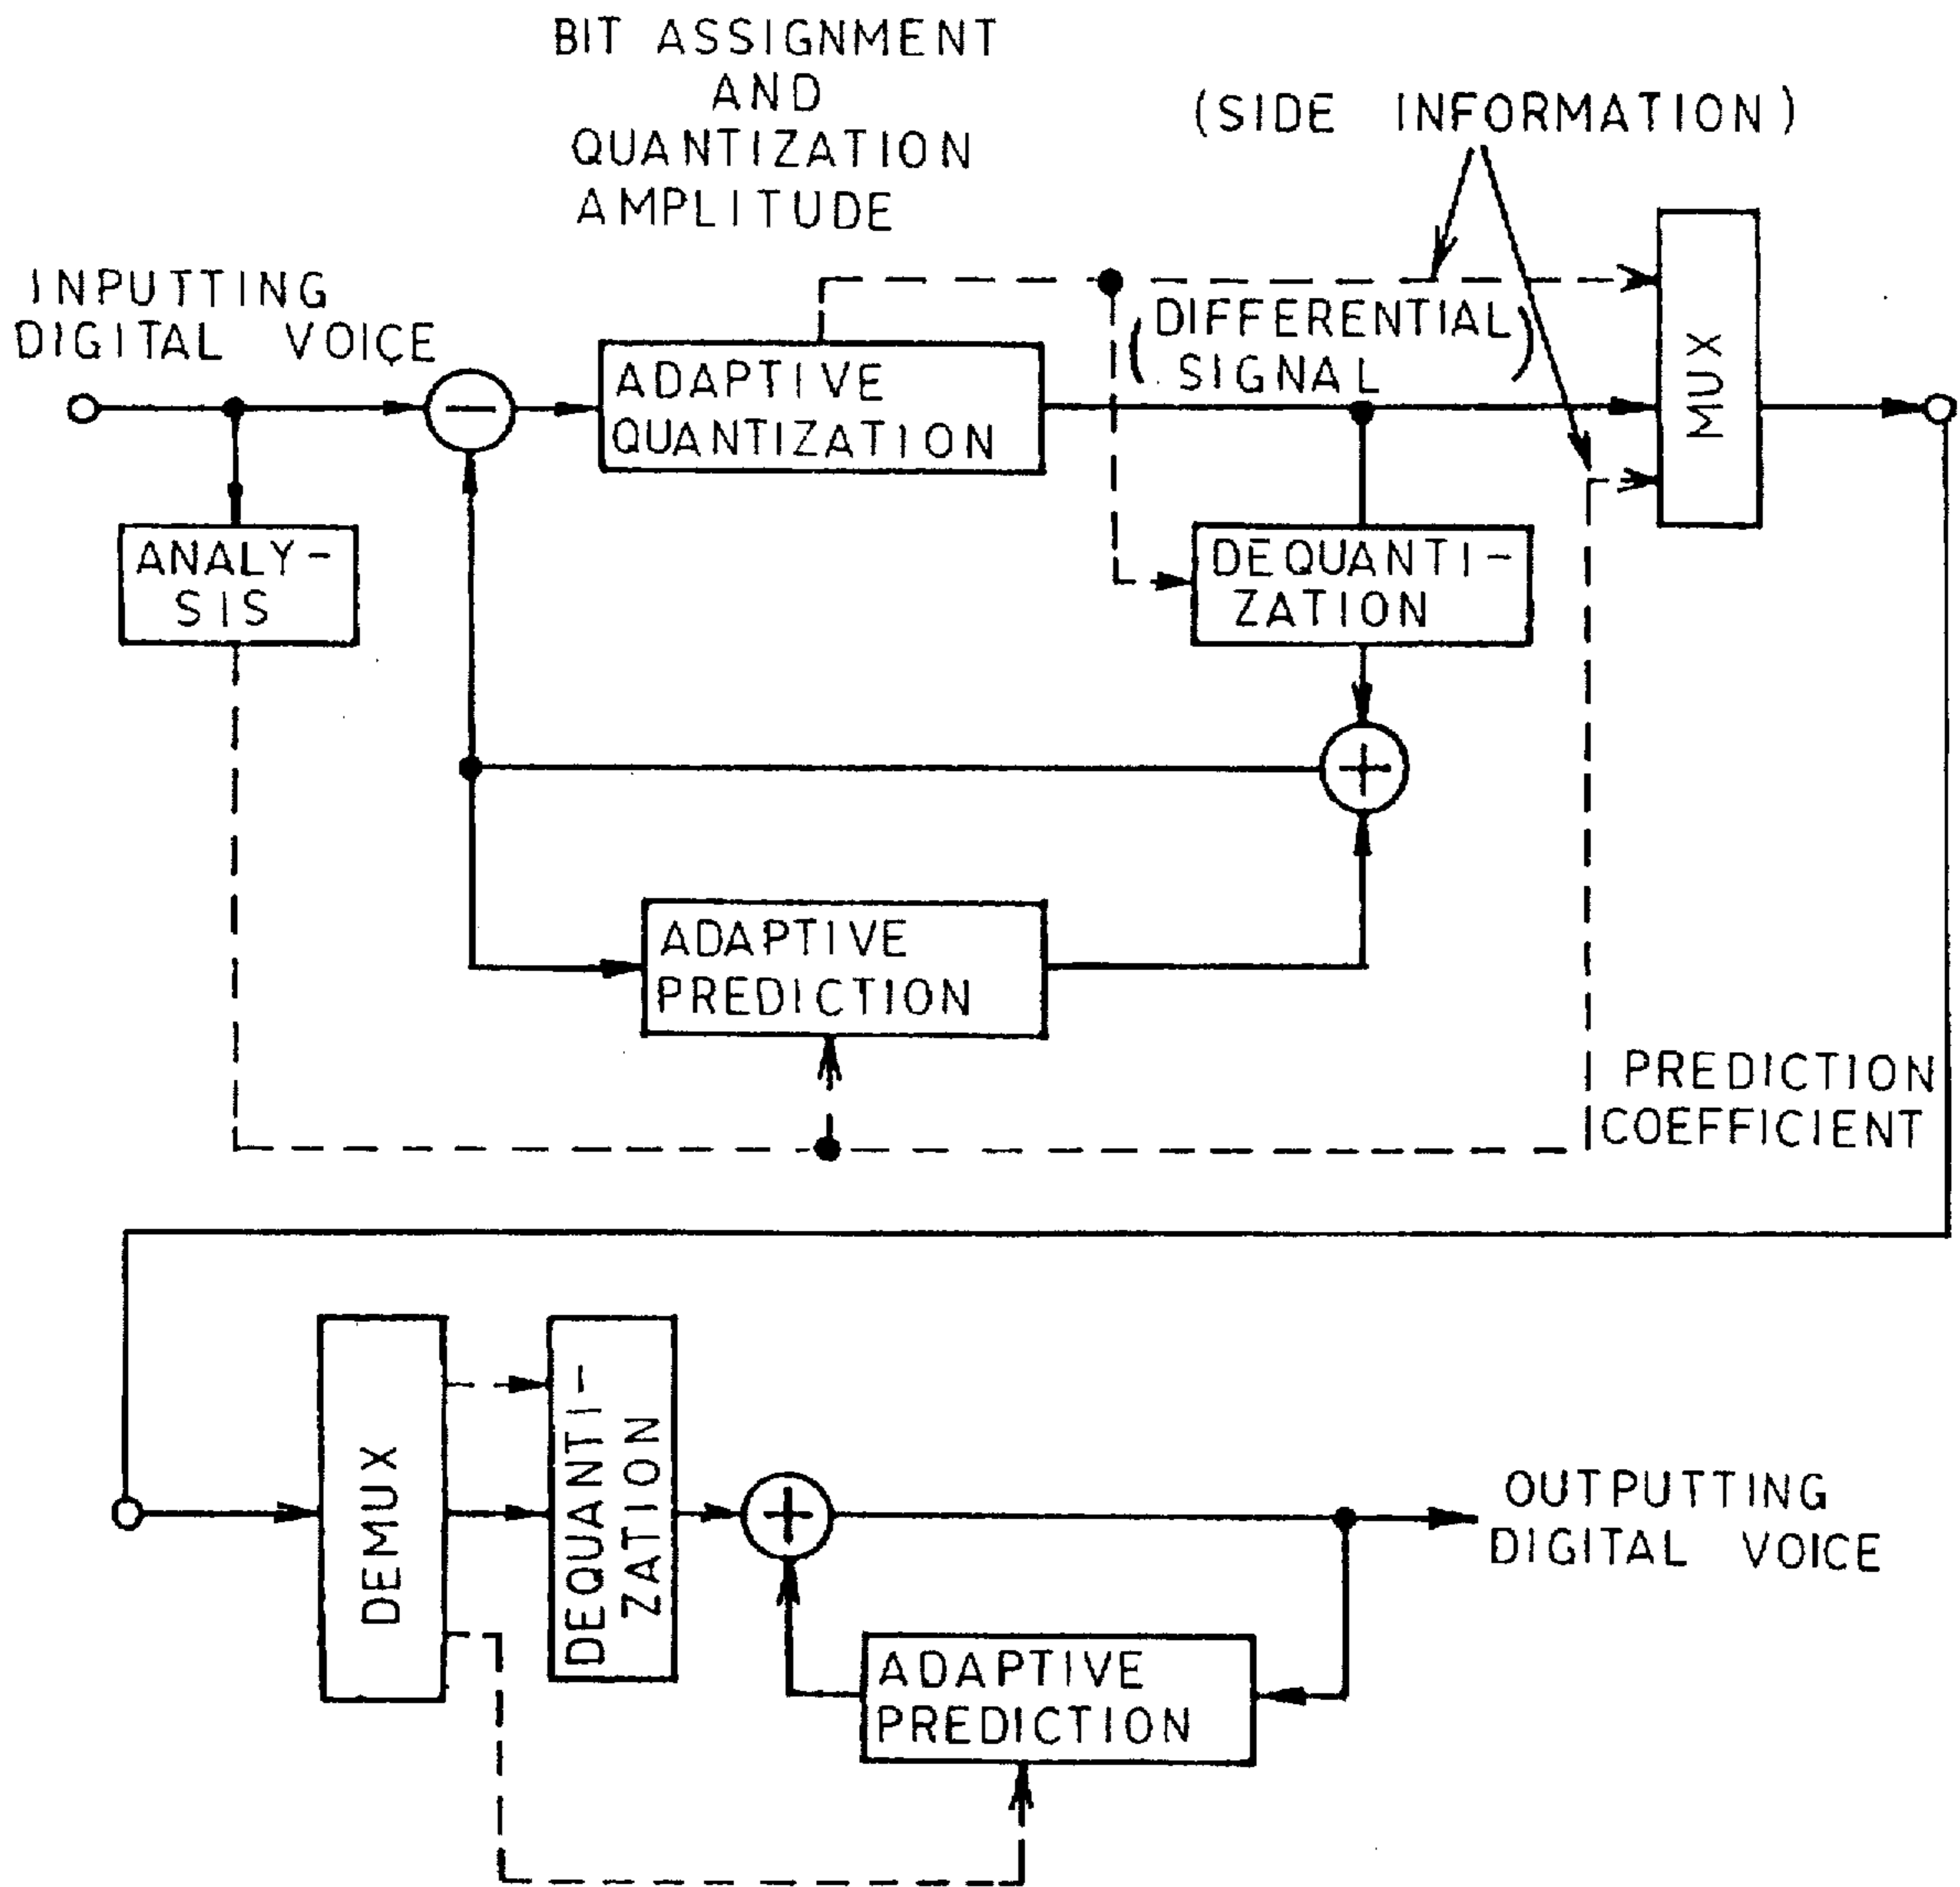 BIT ASSIGNMENT
AND
QUANTIZATION
AMPLITUDE
(SIDE INFORMATION)
INPUTTING
DIGITAL VOICE
(DIFFERENTIAL
SIGNAL)
ADAPTIVE
QUANTIZATION
MUX
ANALY-
SIS
DEQUANTI-
ZATION
ADAPTIVE
PREDICTION
PREDICTION
COEFFICIENT
DEMUX
DEQUANTI-
ZATION
OUTPUTTING
DIGITAL VOICE
ADAPTIVE
PREDICTION